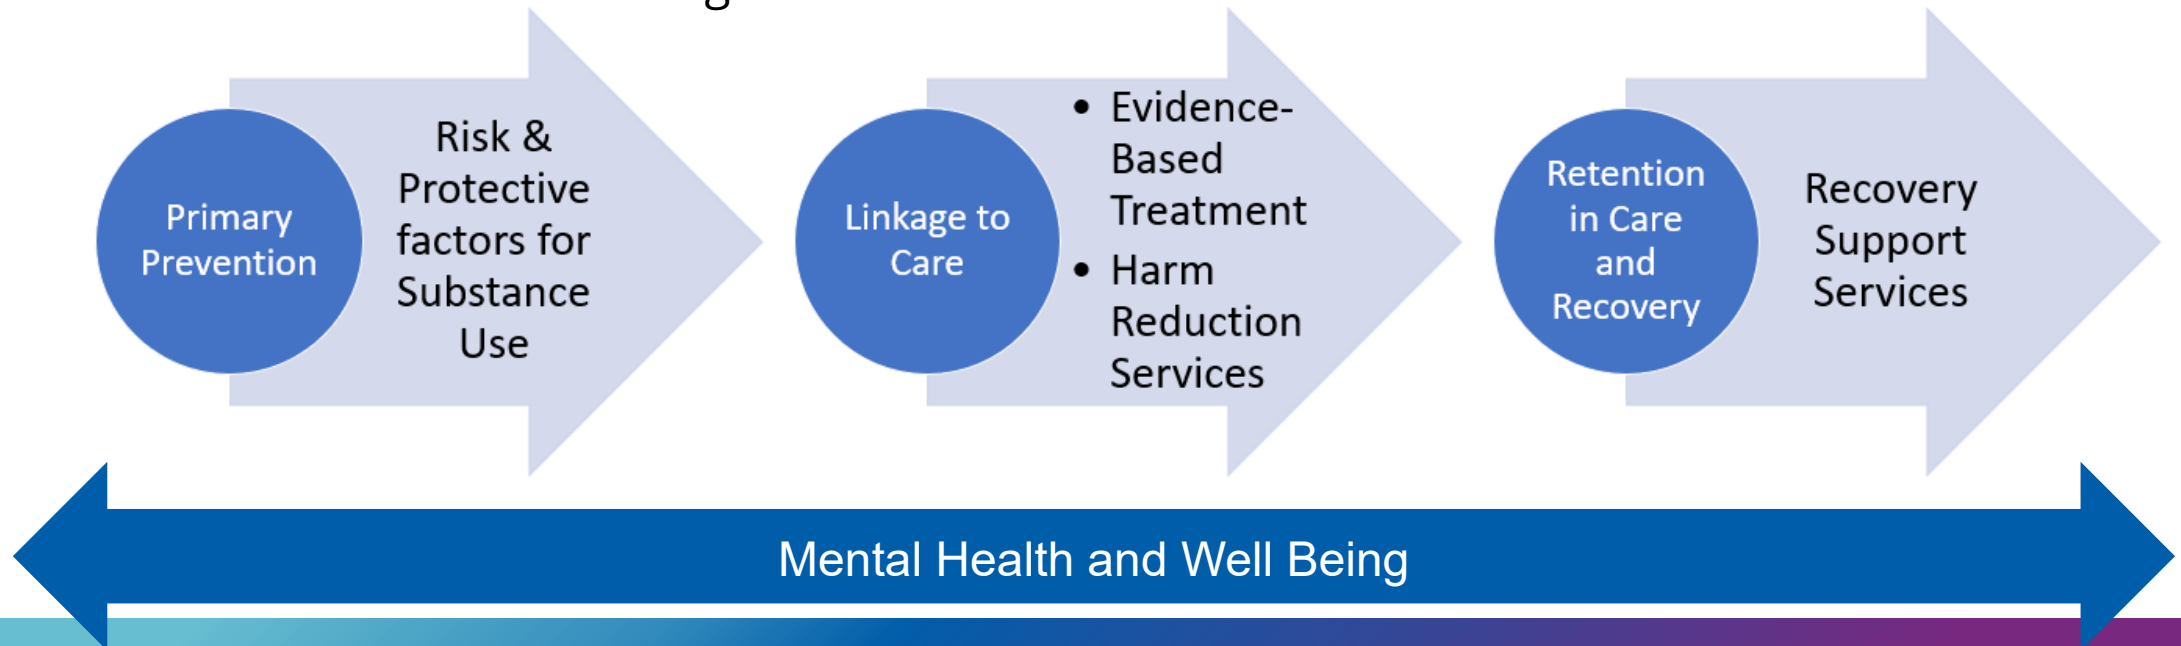 Primary
Prevention
Risk &
Protective
factors for
Substance
Use
Linkage to
Care
• Evidence-
Based
Treatment
• Harm
Reduction
Services
Retention
in Care
and
Recovery
Recovery
Support
Services
Mental Health and Well Being